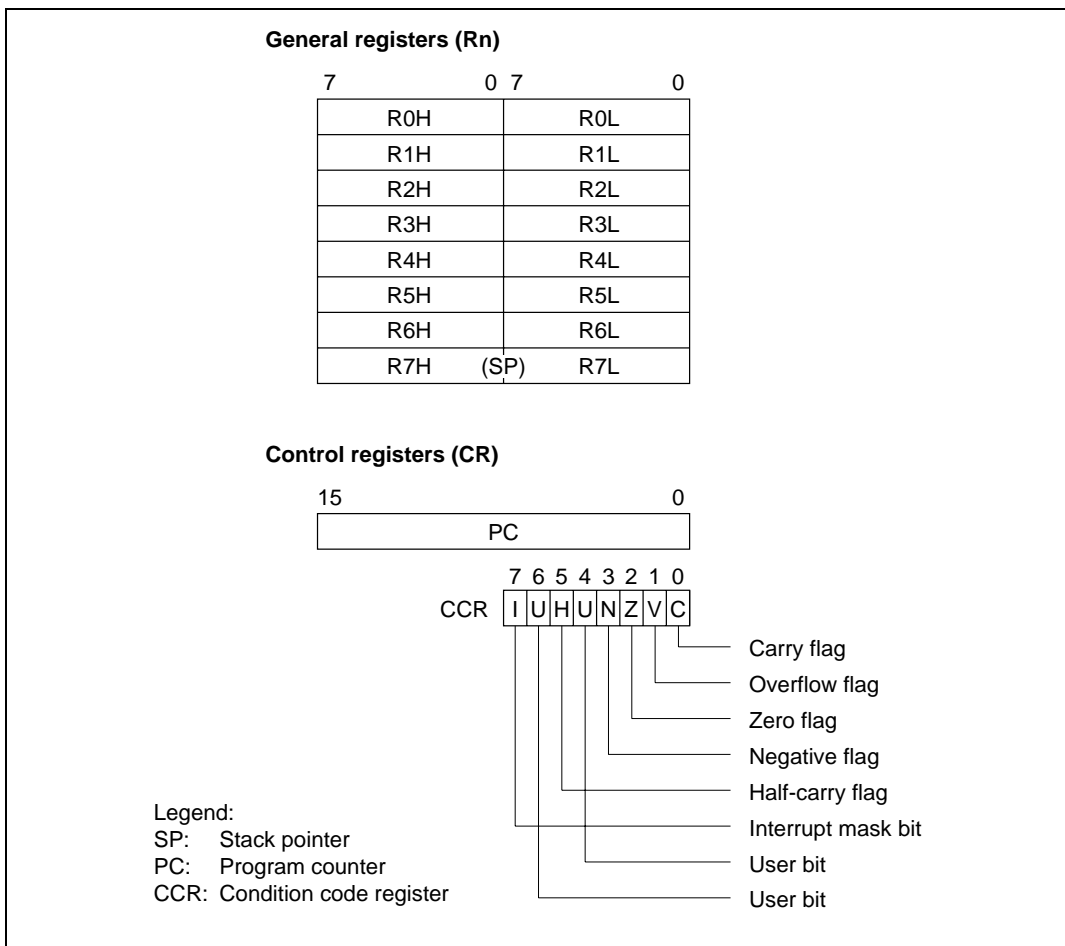 General registers (Rn)
7 0 7 0
R0H R0L
R1H R1L
R2H R2L
R3H R3L
R4H R4L
R5H R5L
R6H R6L
R7H (SP) R7L
Control registers (CR)
15 0
PC
7 6 5 4 3 2 1 0
CCR I U H U N Z V C
Carry flag
Overflow flag
Zero flag
Negative flag
Half-carry flag
Interrupt mask bit
User bit
User bit
Legend:
SP: Stack pointer
PC: Program counter
CCR: Condition code register